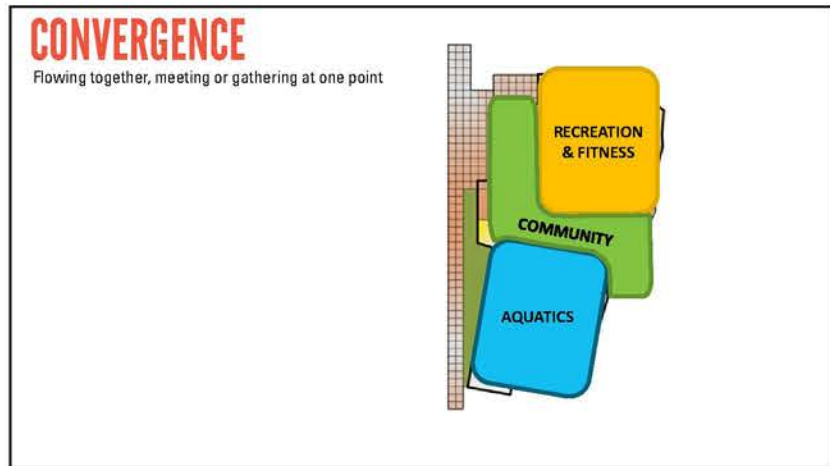 CONVERGENCE
Flowing together, meeting or gathering at one point
RECREATION
& FITNESS
COMMUNITY
AQUATICS